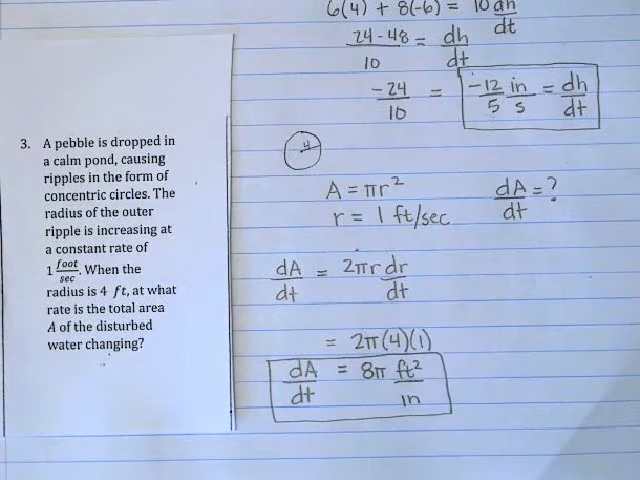 6(4) + 8(-6) = 10 dh/dt
24-48/10 = dh/dt
-24/10 = -12/5 in/s = dh/dt
3. A pebble is dropped in
a calm pond, causing
ripples in the form of
concentric circles. The
radius of the outer
ripple is increasing at
a constant rate of
1 foot/sec. When the
radius is 4 ft, at what
rate is the total area
A of the disturbed
water changing?
4
A = πr²
r = 1 ft/sec
dA/dt = ?
dA/dt = 2πr dr/dt
= 2π(4)(1)
dA/dt = 8π ft²/in